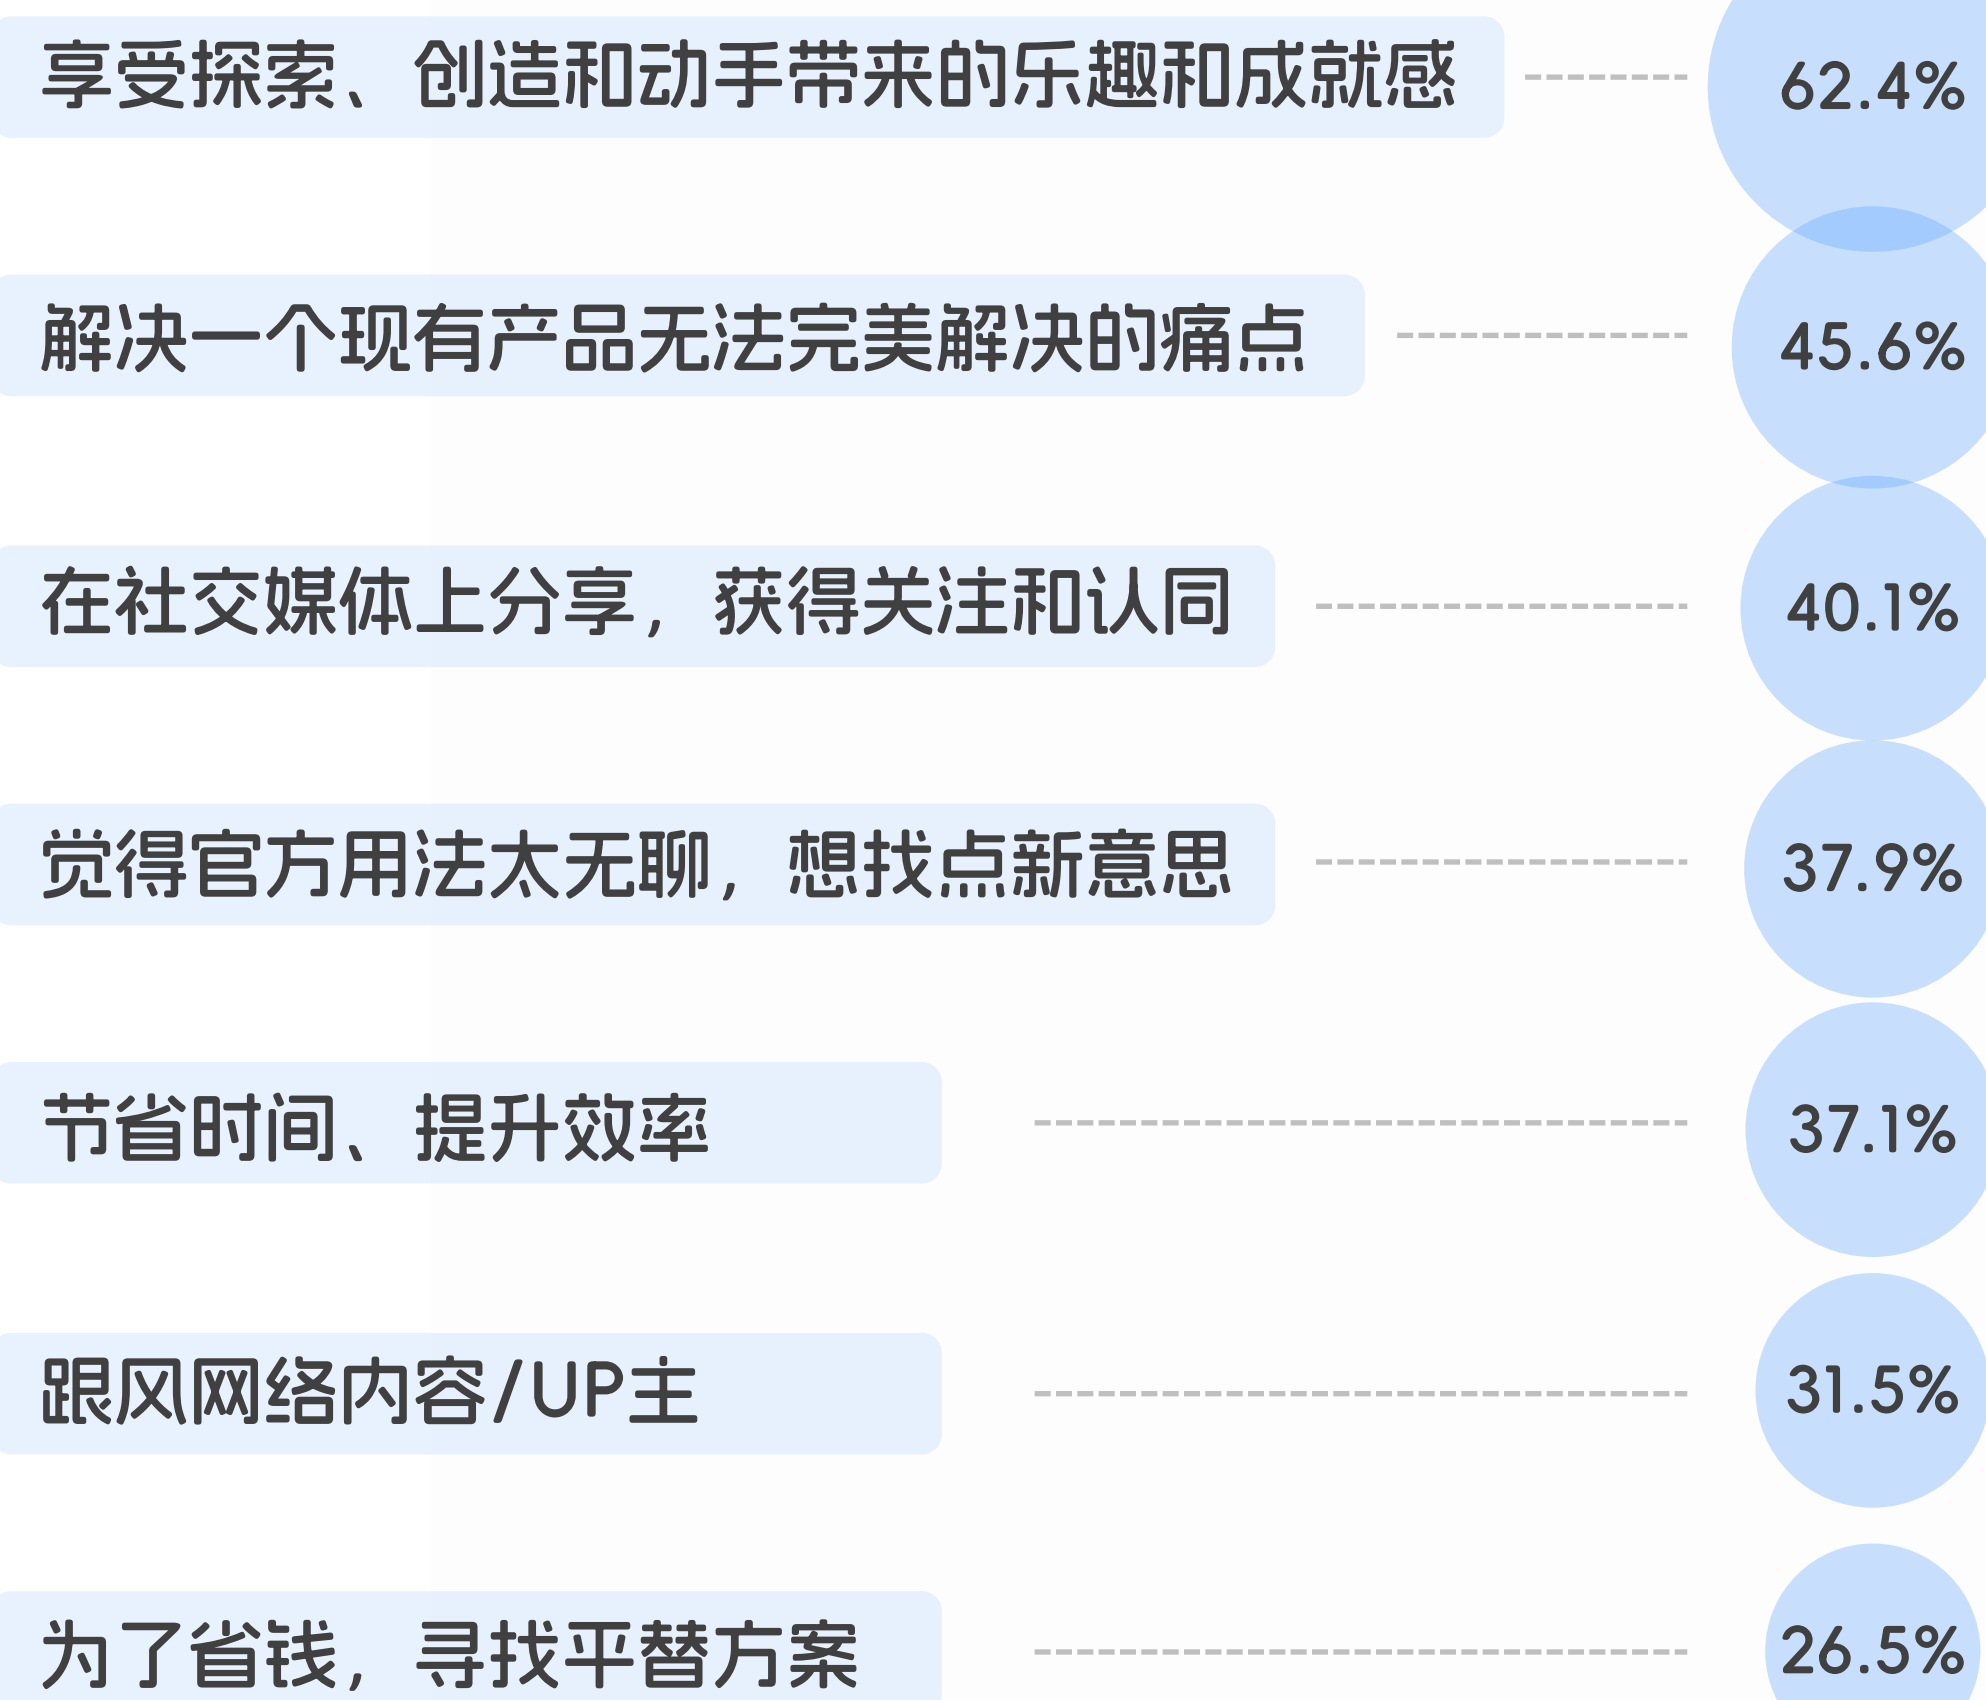 享受探索、创造和动手带来的乐趣和成就感 62.4%
解决一个现有产品无法完美解决的痛点 45.6%
在社交媒体上分享，获得关注和认同 40.1%
觉得官方用法太无聊，想找点新意思 37.9%
节省时间、提升效率 37.1%
跟风网络内容/UP主 31.5%
为了省钱，寻找平替方案 26.5%